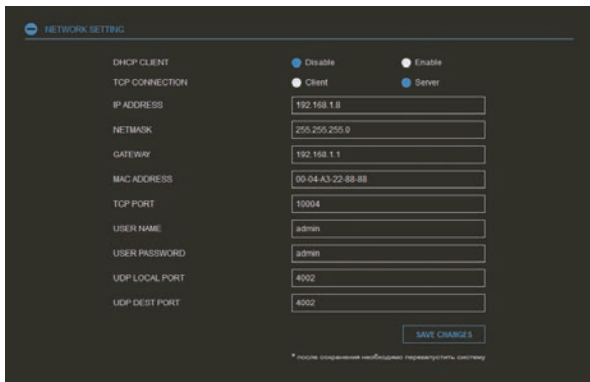 NETWORK SETTING
DHCP CLIENT Disable Enable
TCP CONNECTION Client Server
IP ADDRESS 192.168.1.8
NETMASK 255.255.255.0
GATEWAY 192.168.1.1
MAC ADDRESS 00-04-A3-22-88-88
TCP PORT 10004
USER NAME admin
USER PASSWORD admin
UDP LOCAL PORT 4002
UDP DEST PORT 4002
SAVE CHANGES
* после сохранения необходимо перезапустить систему